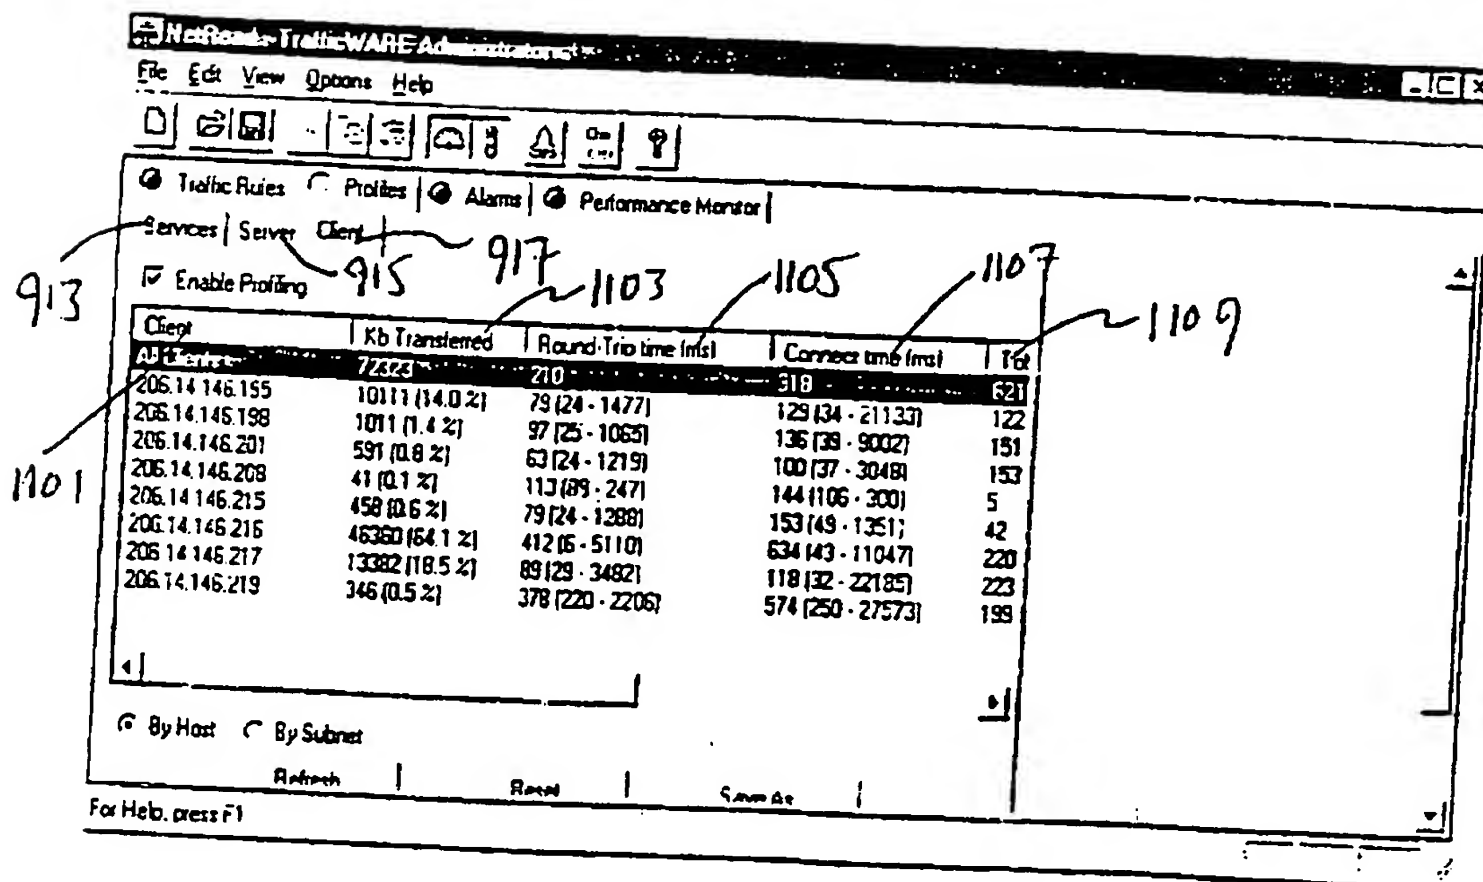 TrafficWARE Administrator
File Edit View Options Help
Traffic Rules Profiles Alarms Performance Monitor
Services Server Client
913 915 917
Enable Profiling
1103 1105 1107 1109
Client Kb Transferred Round-Trip time (ms) Connect time (ms) Tot
All Clients 72323 210 318 621
206.14.146.195 10111 (14.0 %) 79 (24 - 1477) 129 (34 - 21133) 122
206.14.146.198 1011 (1.4 %) 97 (25 - 1065) 136 (39 - 9002) 151
206.14.146.201 591 (0.8 %) 63 (24 - 1219) 100 (37 - 3048) 153
206.14.146.208 41 (0.1 %) 113 (89 - 247) 144 (106 - 300) 5
206.14.146.215 458 (0.6 %) 79 (24 - 1288) 153 (49 - 1351) 42
206.14.146.216 46360 (64.1 %) 412 (6 - 5110) 634 (43 - 11047) 220
206.14.146.217 13382 (18.5 %) 89 (29 - 3482) 118 (32 - 22185) 223
206.14.146.219 346 (0.5 %) 378 (220 - 2206) 574 (250 - 27573) 199
1101
By Host By Subnet
Refresh Reset Save As
For Help, press F1